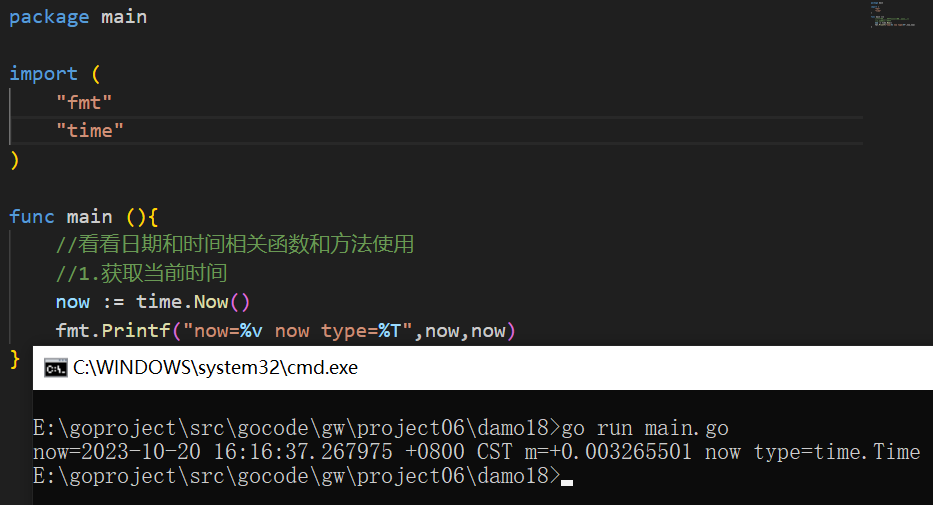 package main
import (
"fmt"
"time"
)
func main (){
//看看日期和时间相关函数和方法使用
//1.获取当前时间
now := time.Now()
fmt.Printf("now=%v now type=%T",now,now)
}
C:\WINDOWS\system32\cmd.exe
E:\goproject\src\gocode\gw\project06\damo18>go run main.go
now=2023-10-20 16:16:37.267975 +0800 CST m=+0.003265501 now type=time.Time
E:\goproject\src\gocode\gw\project06\damo18>